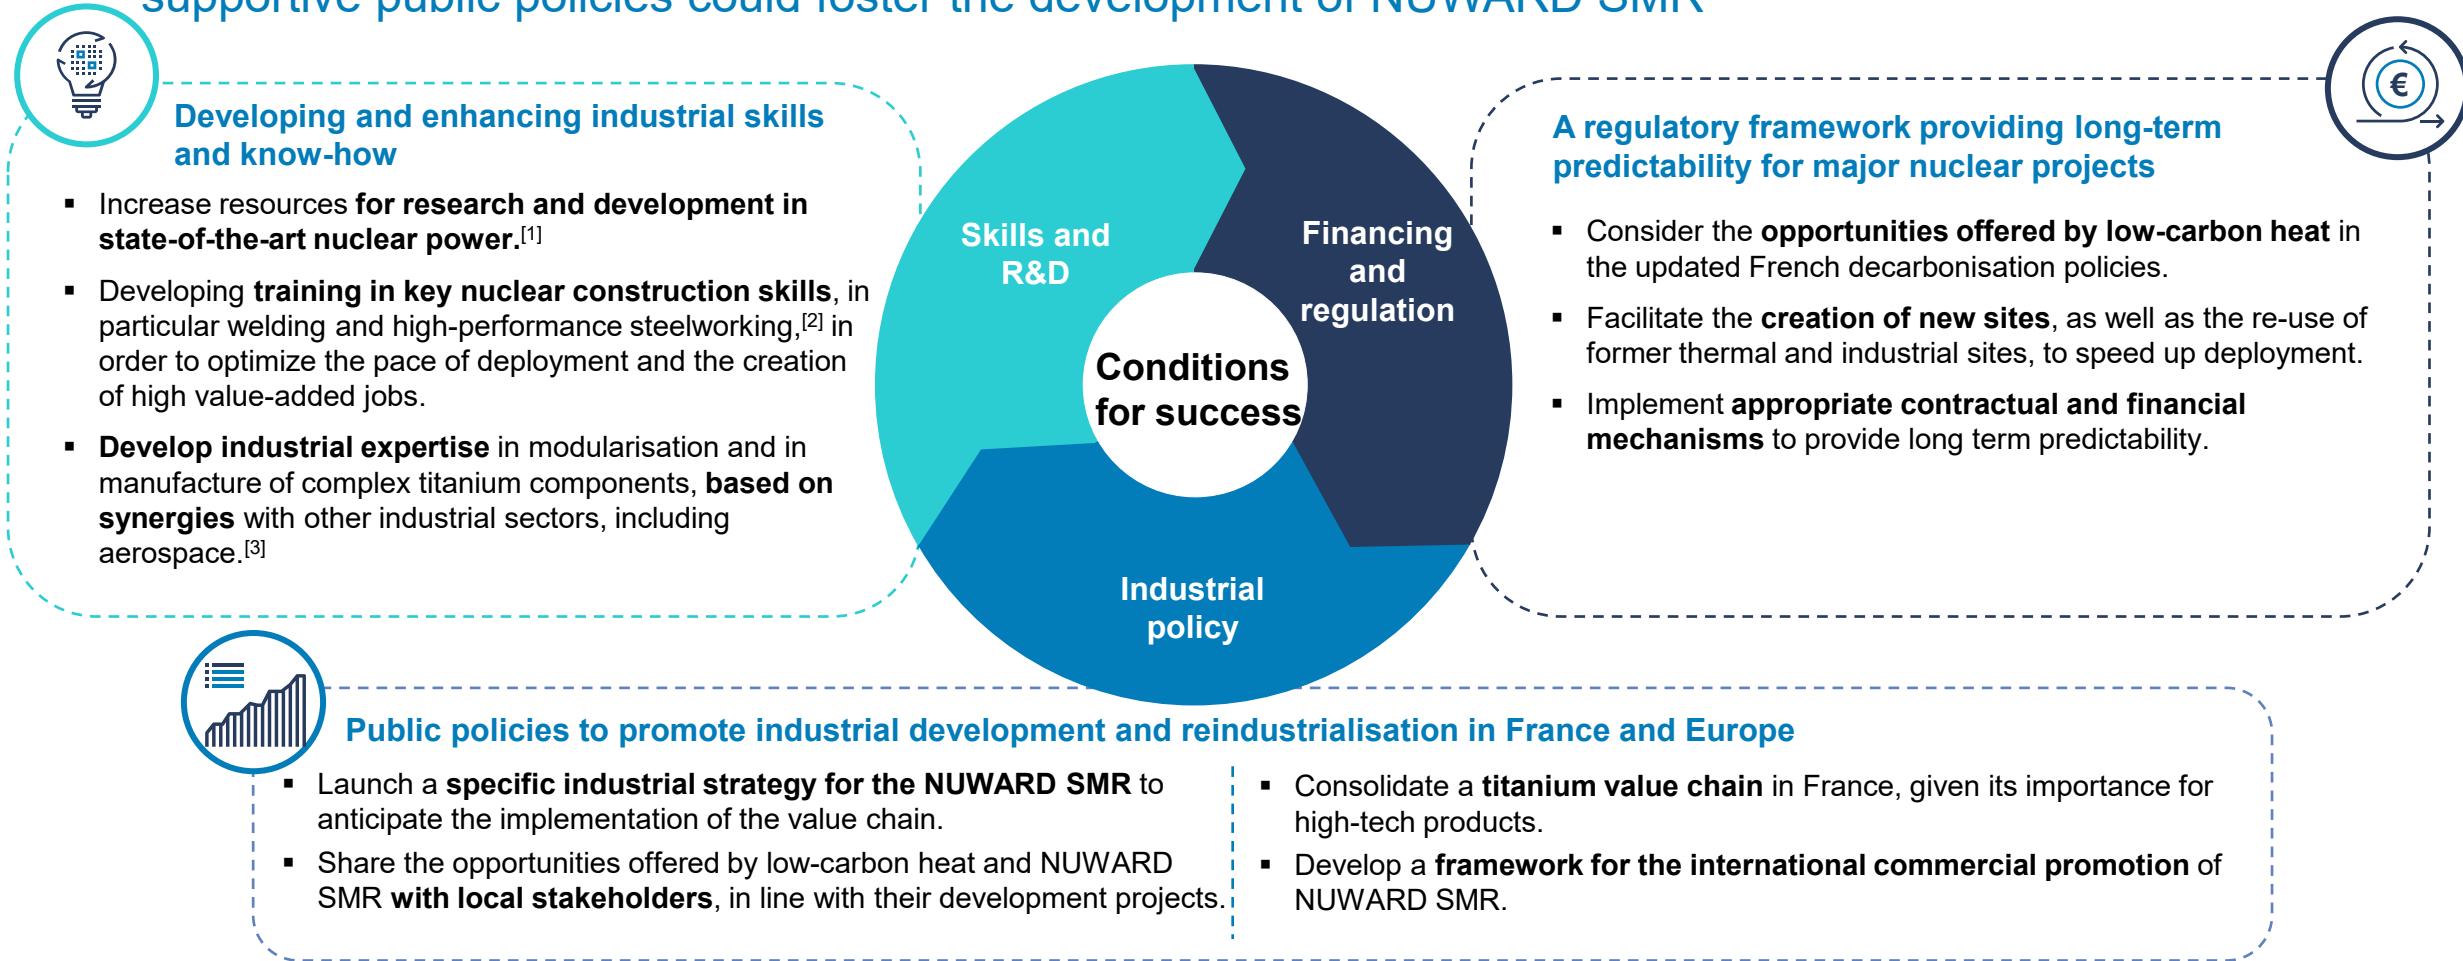 supportive public policies could foster the development of NUWARD SMR
Developing and enhancing industrial skills
and know-how
▪ Increase resources for research and development in
state-of-the-art nuclear power.[1]
▪ Developing training in key nuclear construction skills, in
particular welding and high-performance steelworking,[2] in
order to optimize the pace of deployment and the creation
of high value-added jobs.
▪ Develop industrial expertise in modularisation and in
manufacture of complex titanium components, based on
synergies with other industrial sectors, including
aerospace.[3]
Skills and
R&D
Financing
and
regulation
Conditions
for success
Industrial
policy
€
A regulatory framework providing long-term
predictability for major nuclear projects
▪ Consider the opportunities offered by low-carbon heat in
the updated French decarbonisation policies.
▪ Facilitate the creation of new sites, as well as the re-use of
former thermal and industrial sites, to speed up deployment.
▪ Implement appropriate contractual and financial
mechanisms to provide long term predictability.
Public policies to promote industrial development and reindustrialisation in France and Europe
▪ Launch a specific industrial strategy for the NUWARD SMR to
anticipate the implementation of the value chain.
▪ Share the opportunities offered by low-carbon heat and NUWARD
SMR with local stakeholders, in line with their development projects.
▪ Consolidate a titanium value chain in France, given its importance for
high-tech products.
▪ Develop a framework for the international commercial promotion of
NUWARD SMR.